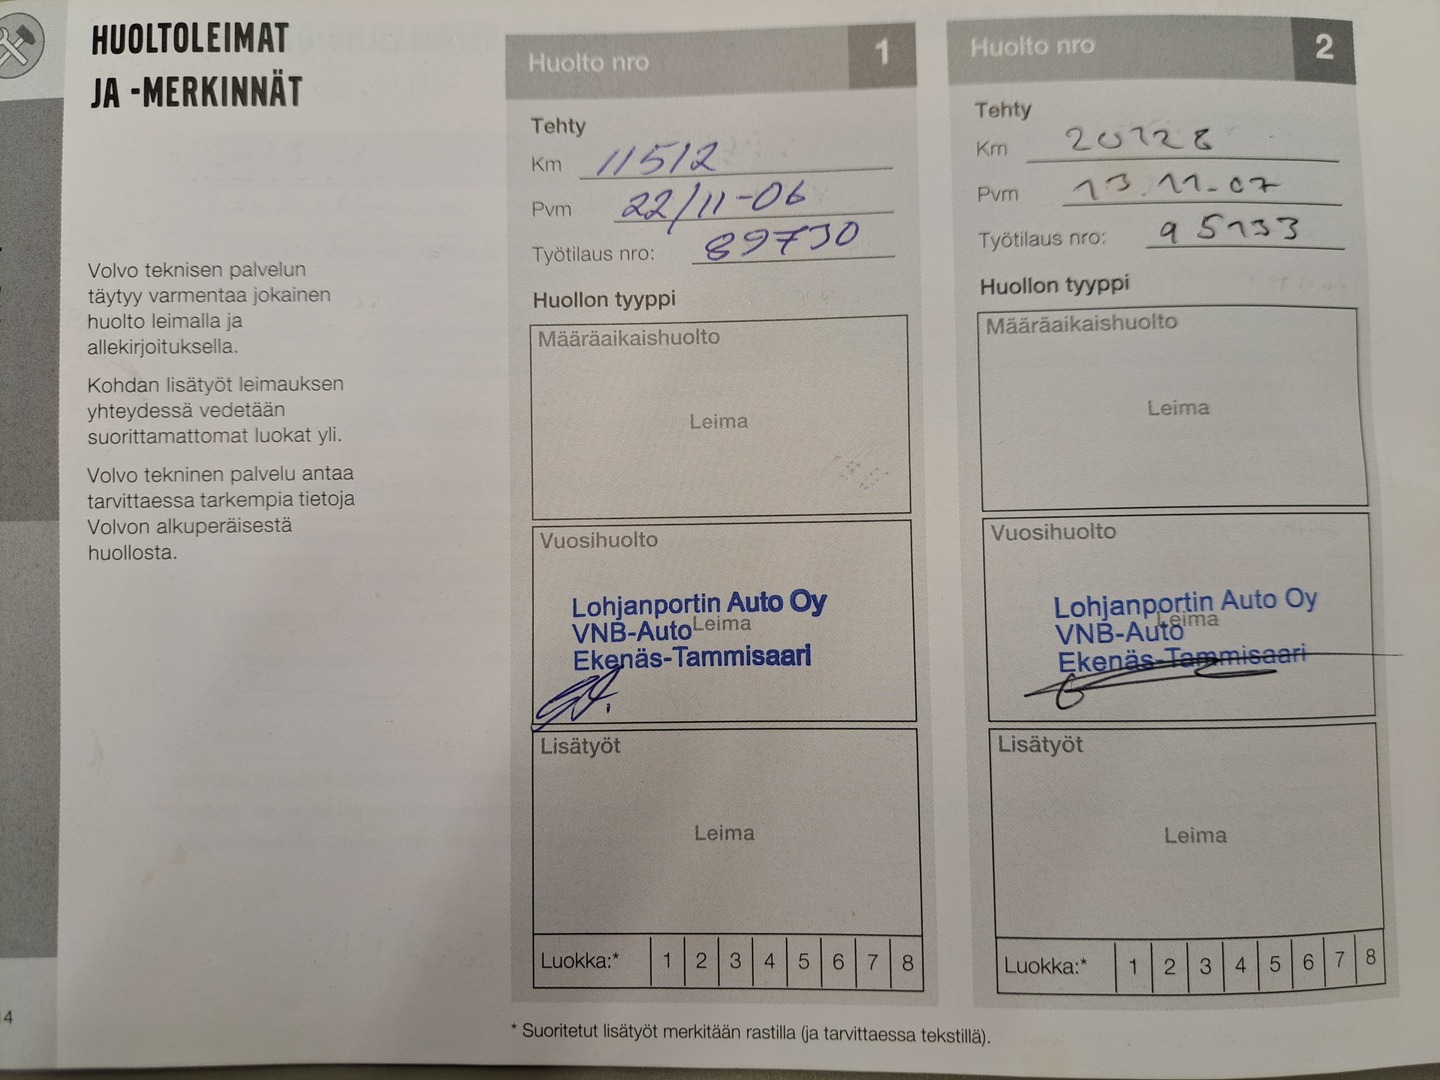 HUOLTOLEIMAT
JA -MERKINNÄT
Volvo teknisen palvelun
täytyy varmentaa jokainen
huolto leimalla ja
allekirjoituksella.
Kohdan lisätyöt leimauksen
yhteydessä vedetään
suorittamattomat luokat yli.
Volvo tekninen palvelu antaa
tarvittaessa tarkempia tietoja
Volvon alkuperäisestä
huollosta.
4
Huolto nro 1
Tehty
Km 11512
Pvm 22/11-06
Työtilaus nro: 89730
Huollon tyyppi
Määräaikaishuolto
Leima
Vuosihuolto
Lohjanportin Auto Oy
VNB-Auto Leima
Ekenäs-Tammisaari
Lisätyöt
Leima
Luokka:* 1 2 3 4 5 6 7 8
Huolto nro 2
Tehty
Km 20128
Pvm 13.11-07
Työtilaus nro: 95133
Huollon tyyppi
Määräaikaishuolto
Leima
Vuosihuolto
Lohjanportin Auto Oy
VNB-Auto Leima
Ekenäs-Tammisaari
Lisätyöt
Leima
Luokka:* 1 2 3 4 5 6 7 8
* Suoritetut lisätyöt merkitään rastilla (ja tarvittaessa tekstillä).